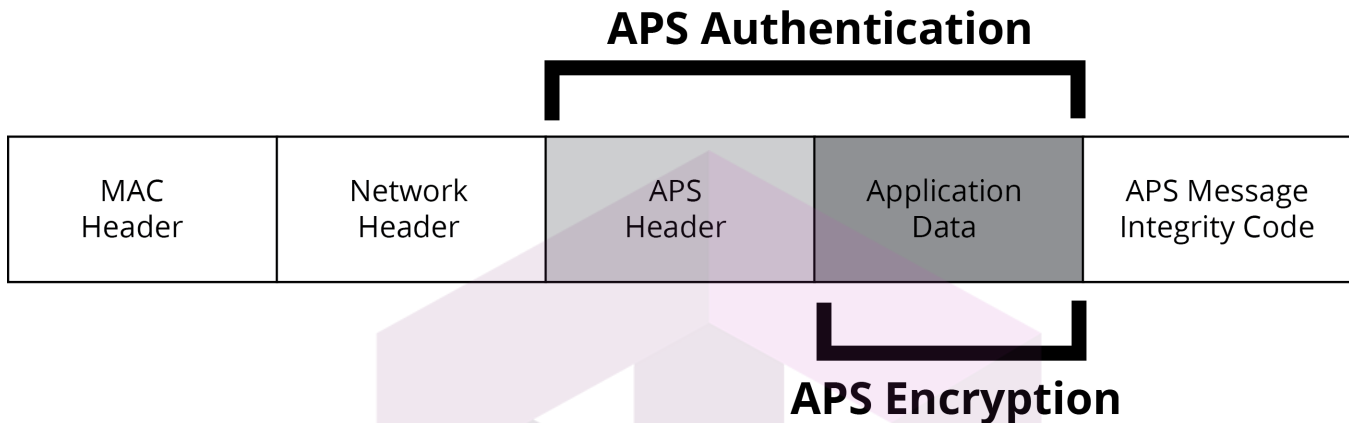 APS Authentication
MAC
Header
Network
Header
APS
Header
Application
Data
APS Message
Integrity Code
APS Encryption